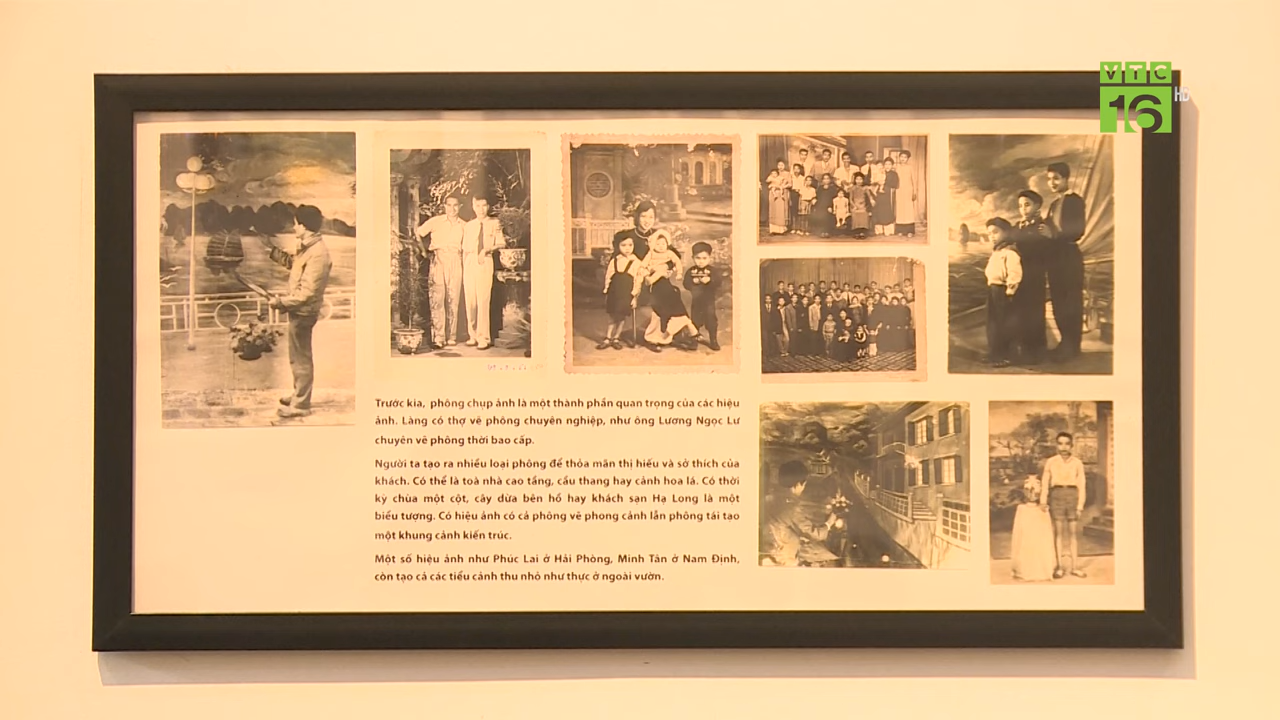 VTC
16
HD
Trước kia, phông chụp ảnh là một thành phần quan trọng của các hiệu
ảnh. Làng có thợ vẽ phông chuyên nghiệp, như ông Lương Ngọc Lư
chuyên vẽ phông thời bao cấp.
Người ta tạo ra nhiều loại phông để thỏa mãn thị hiếu và sở thích của
khách. Có thể là toà nhà cao tầng, cầu thang hay cảnh hoa lá. Có thời
kỳ chùa một cột, cây dừa bên hồ hay khách sạn Hạ Long là một
biểu tượng. Có hiệu ảnh có cả phông vẽ phong cảnh lẫn phông tái tạo
một khung cảnh kiến trúc.
Một số hiệu ảnh như Phúc Lai ở Hải Phòng, Minh Tân ở Nam Định,
còn tạo cả các tiểu cảnh thu nhỏ như thực ở ngoài vườn.